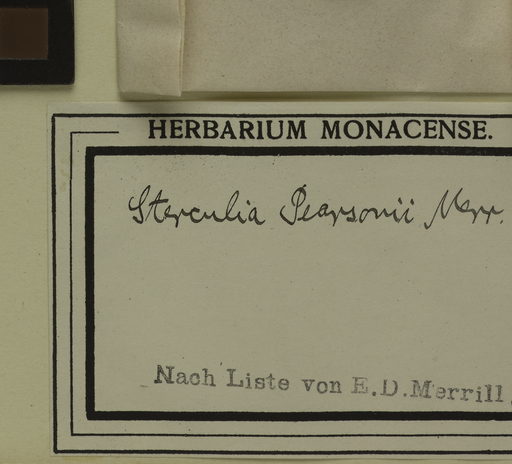 HERBARIUM MONACENSE.
Sterculia Pearsonii Merr.
Nach Liste von E.D.Merrill.